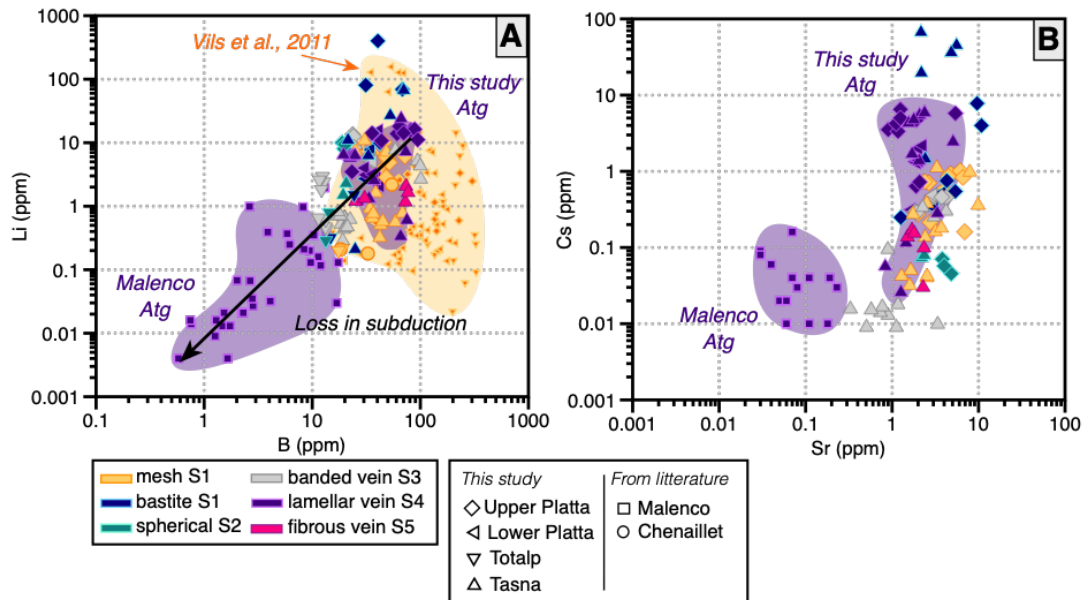 A
1000
100
10
1
0.1
0.01
0.001
Li (ppm)
Vils et al., 2011
This study
Atg
Malenco
Atg
Loss in subduction
0.1
1
10
100
1000
B (ppm)
B
100
10
1
0.1
0.01
0.001
Cs (ppm)
This study
Atg
Malenco
Atg
0.001
0.01
0.1
1
10
100
Sr (ppm)
mesh S1
bastite S1
spherical S2
banded vein S3
lamellar vein S4
fibrous vein S5
This study
Upper Platta
Lower Platta
Totalp
Tasna
From litterature
Malenco
Chenaillet